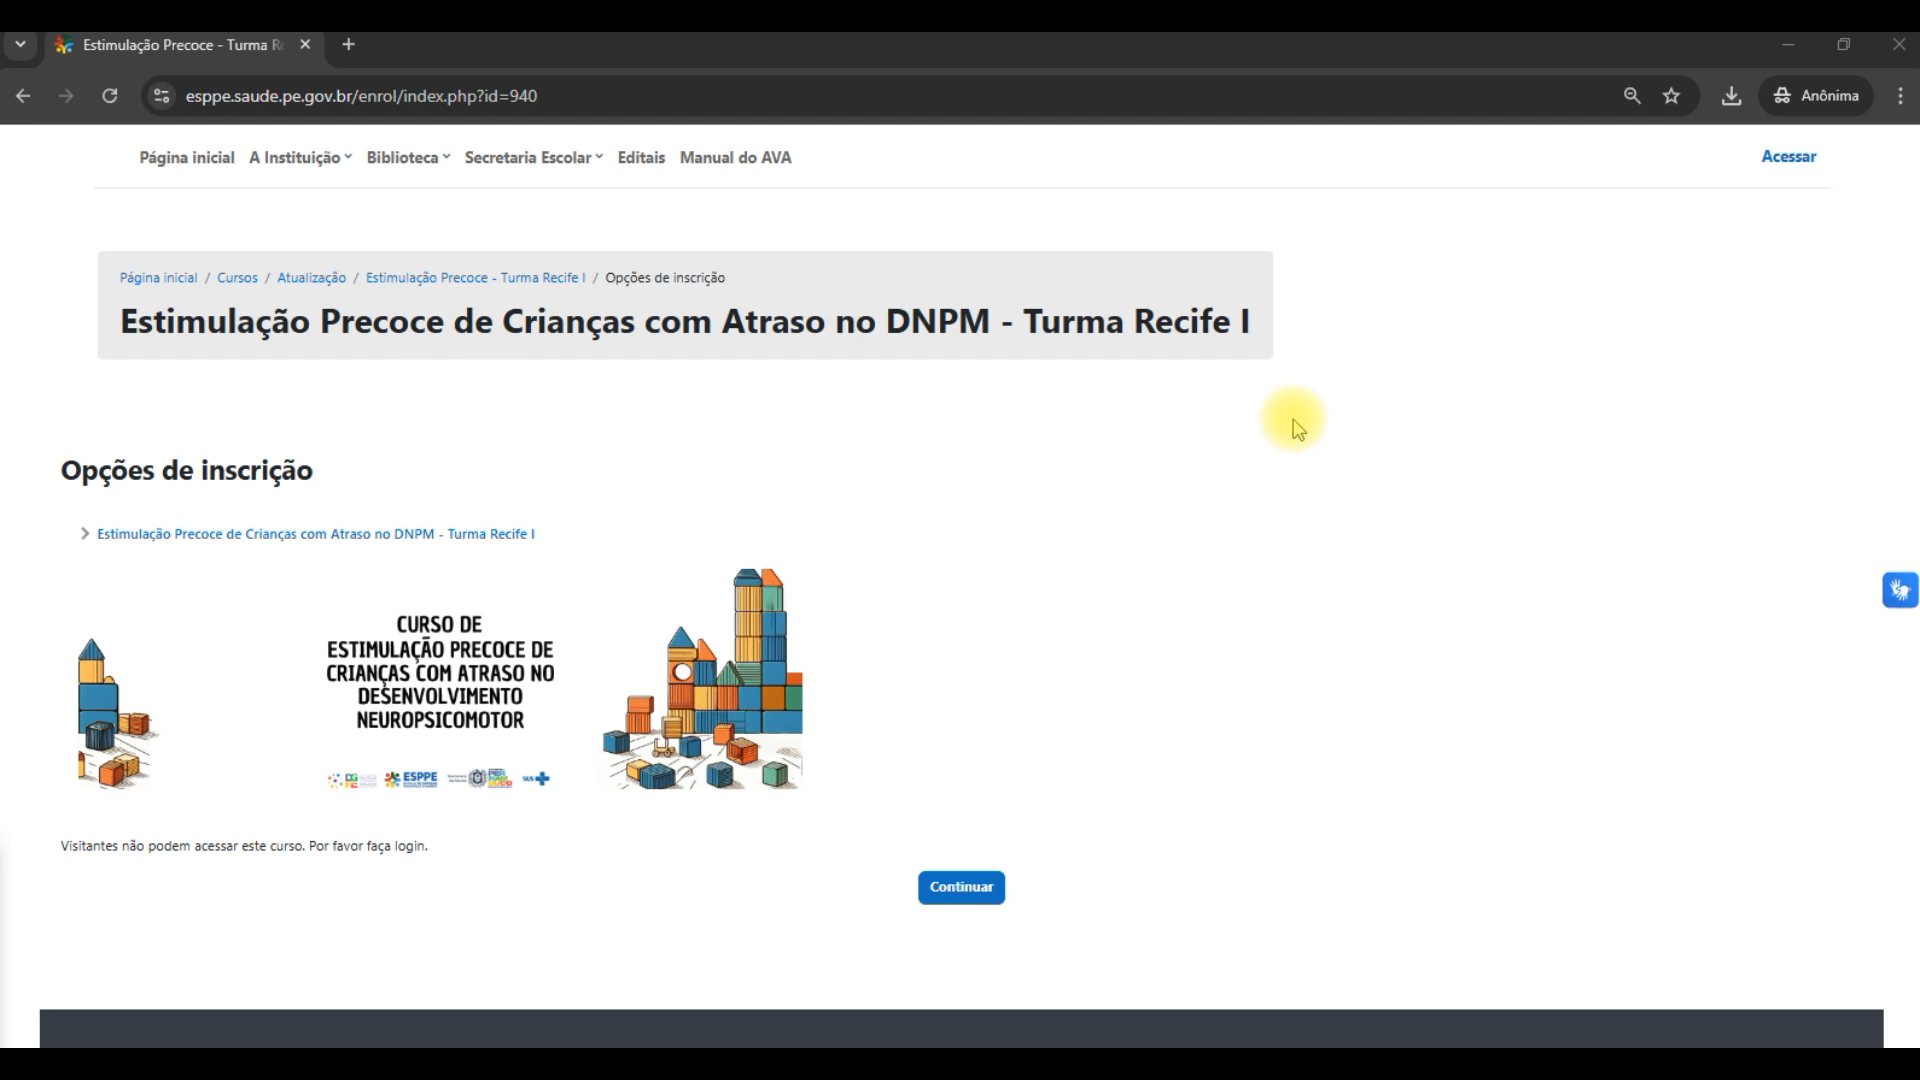 Estimulação Precoce - Turma R
esppe.saude.pe.gov.br/enrol/index.php?id=940
Anônima
Página inicial A Instituição Biblioteca Secretaria Escolar Editais Manual do AVA
Acessar
Página inicial / Cursos / Atualização / Estimulação Precoce - Turma Recife I / Opções de inscrição
Estimulação Precoce de Crianças com Atraso no DNPM - Turma Recife I
Opções de inscrição
Estimulação Precoce de Crianças com Atraso no DNPM - Turma Recife I
CURSO DE
ESTIMULAÇÃO PRECOCE DE
CRIANÇAS COM ATRASO NO
DESENVOLVIMENTO
NEUROPSICOMOTOR
ESPPE
SUS
Visitantes não podem acessar este curso. Por favor faça login.
Continuar